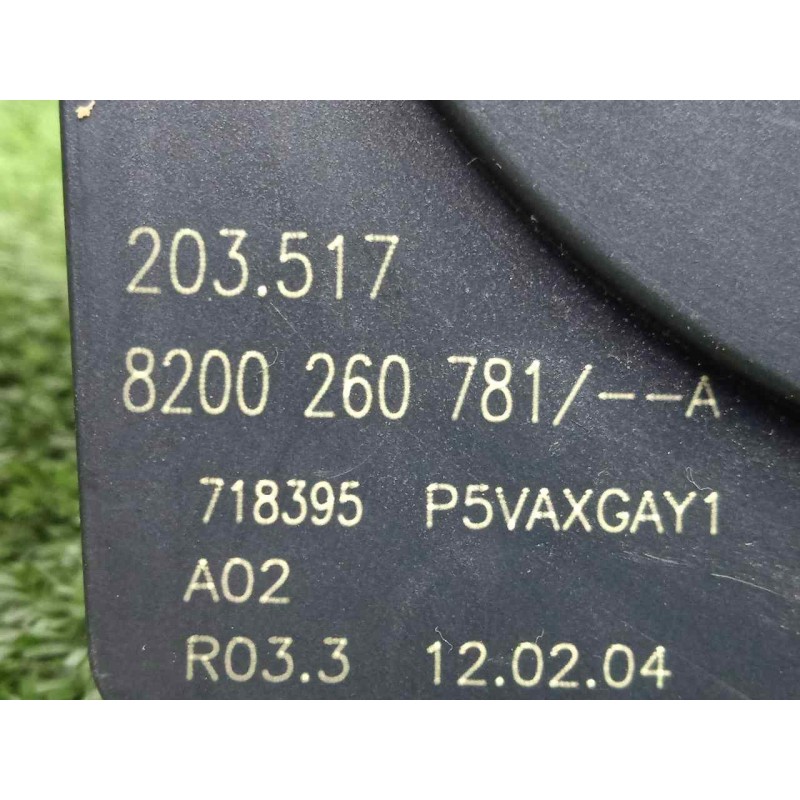 203.517
8200 260 781/--A
718395 P5VAXGAY1
A02
R03.3 12.02.04